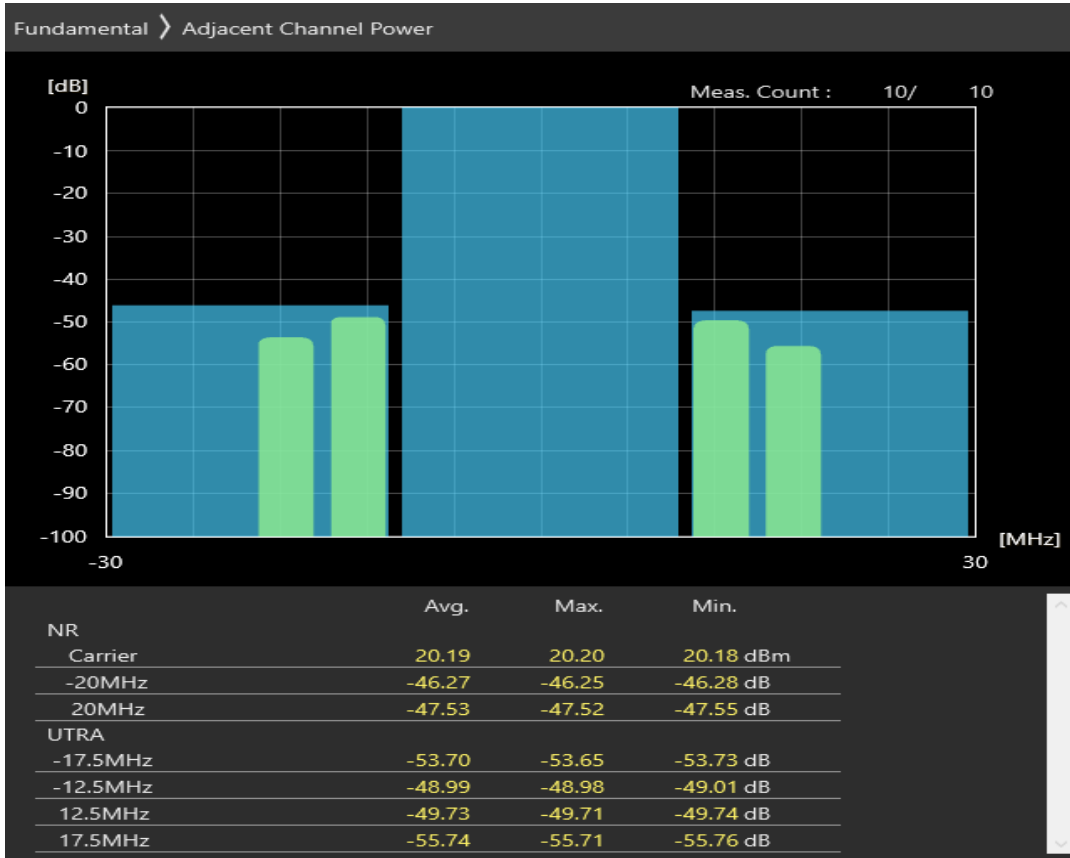 Fundamental ❭ Adjacent Channel Power
[dB]
Meas. Count : 10/ 10
0
-10
-20
-30
-40
-50
-60
-70
-80
-90
-100
[MHz]
-30 30
Avg. Max. Min.
NR
Carrier 20.19 20.20 20.18 dBm
-20MHz -46.27 -46.25 -46.28 dB
20MHz -47.53 -47.52 -47.55 dB
UTRA
-17.5MHz -53.70 -53.65 -53.73 dB
-12.5MHz -48.99 -48.98 -49.01 dB
12.5MHz -49.73 -49.71 -49.74 dB
17.5MHz -55.74 -55.71 -55.76 dB